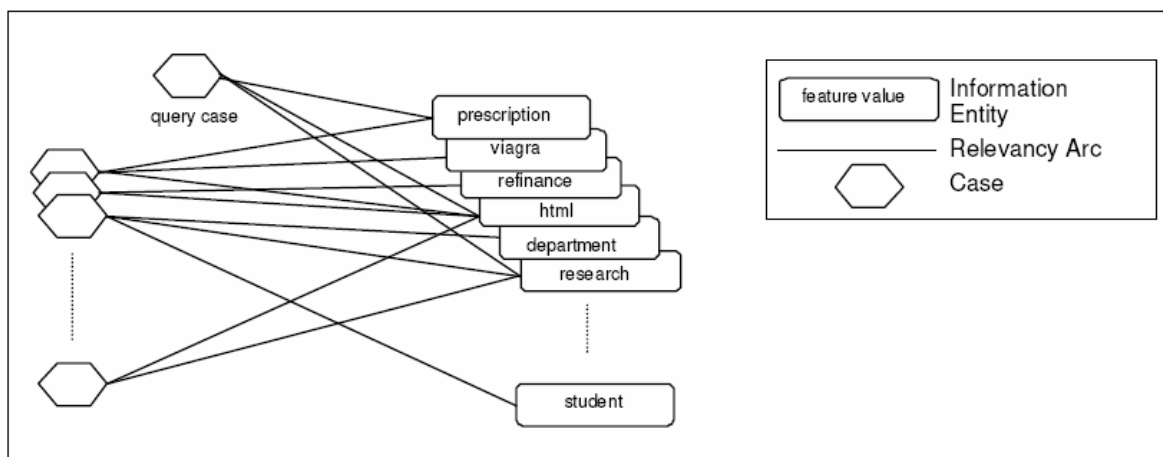 query case
prescription
viagra
refinance
html
department
research
student
feature value
Information
Entity
Relevancy Arc
Case